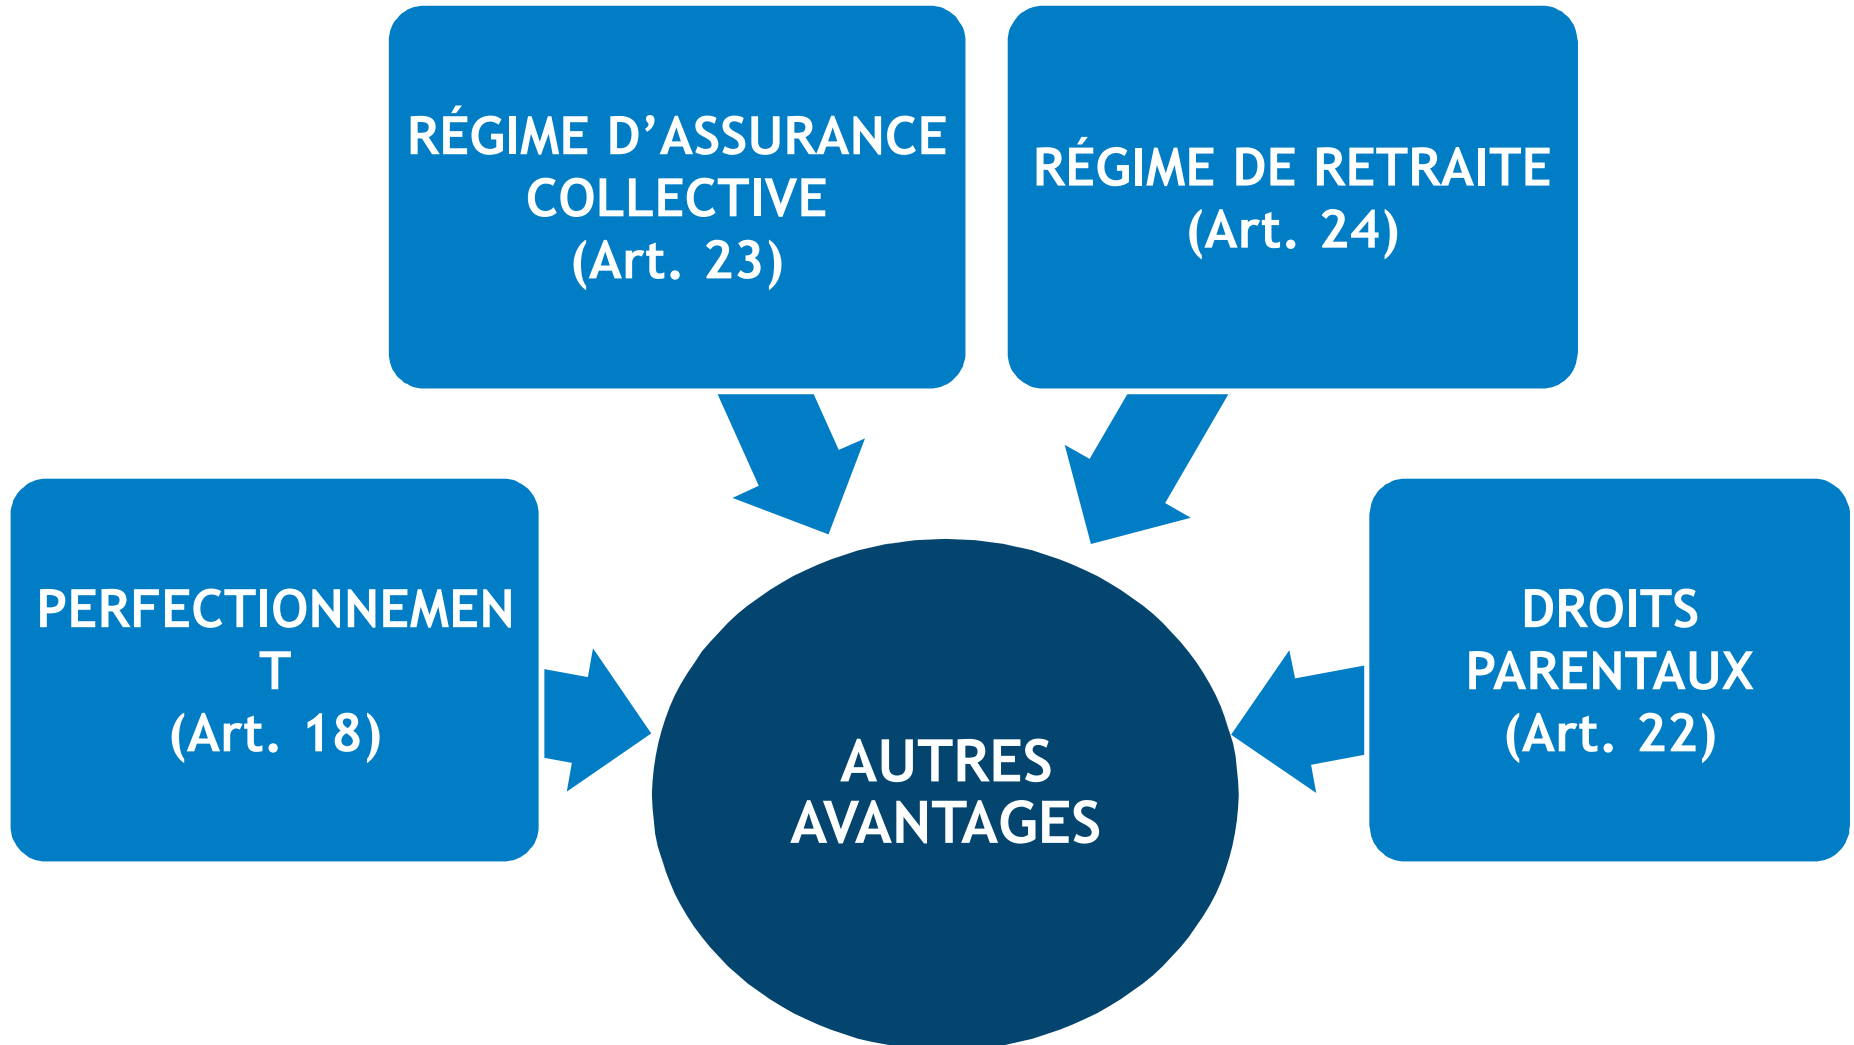 RÉGIME D’ASSURANCE
COLLECTIVE
(Art. 23)
RÉGIME DE RETRAITE
(Art. 24)
PERFECTIONNEMEN
T
(Art. 18)
DROITS
PARENTAUX
(Art. 22)
AUTRES
AVANTAGES